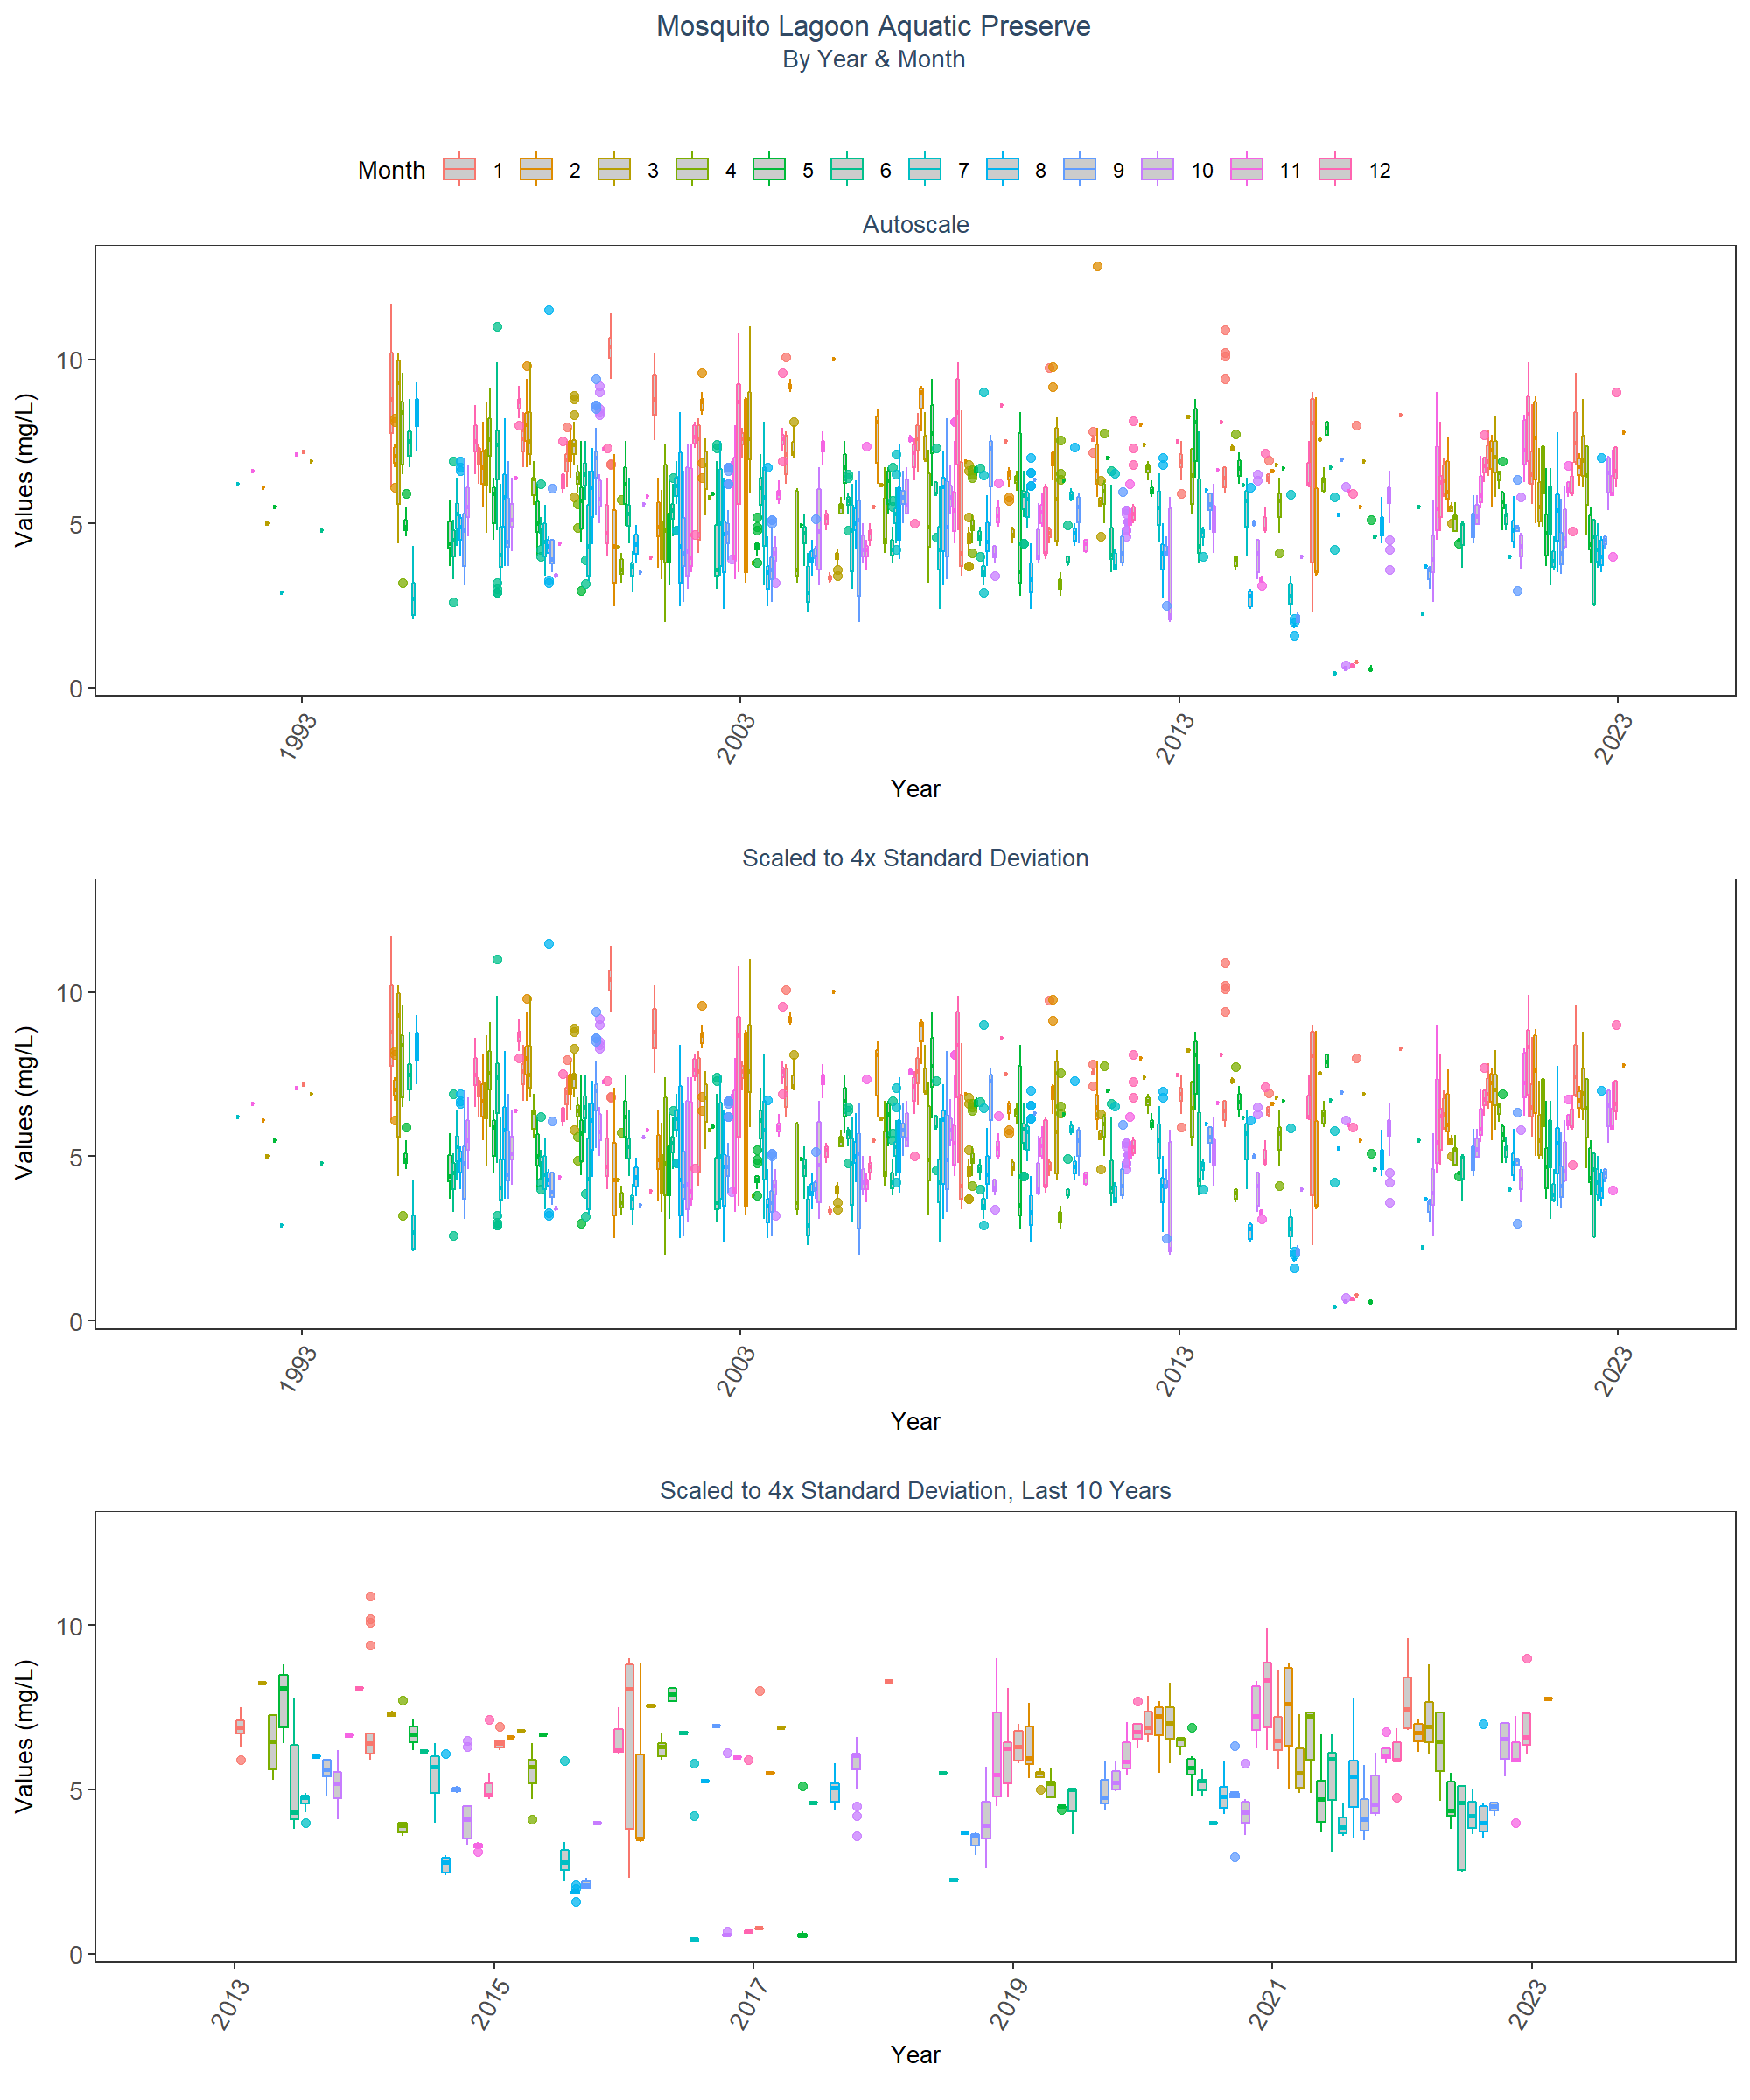 Mosquito Lagoon Aquatic Preserve
By Year & Month
Month 1 2 3 4 5 6 7 8 9 10 11 12
Autoscale
Values (mg/L)
10
5
0
1993 2003 2013 2023
Year
Scaled to 4x Standard Deviation
Values (mg/L)
10
5
0
1993 2003 2013 2023
Year
Scaled to 4x Standard Deviation, Last 10 Years
Values (mg/L)
10
5
0
2013 2015 2017 2019 2021 2023
Year